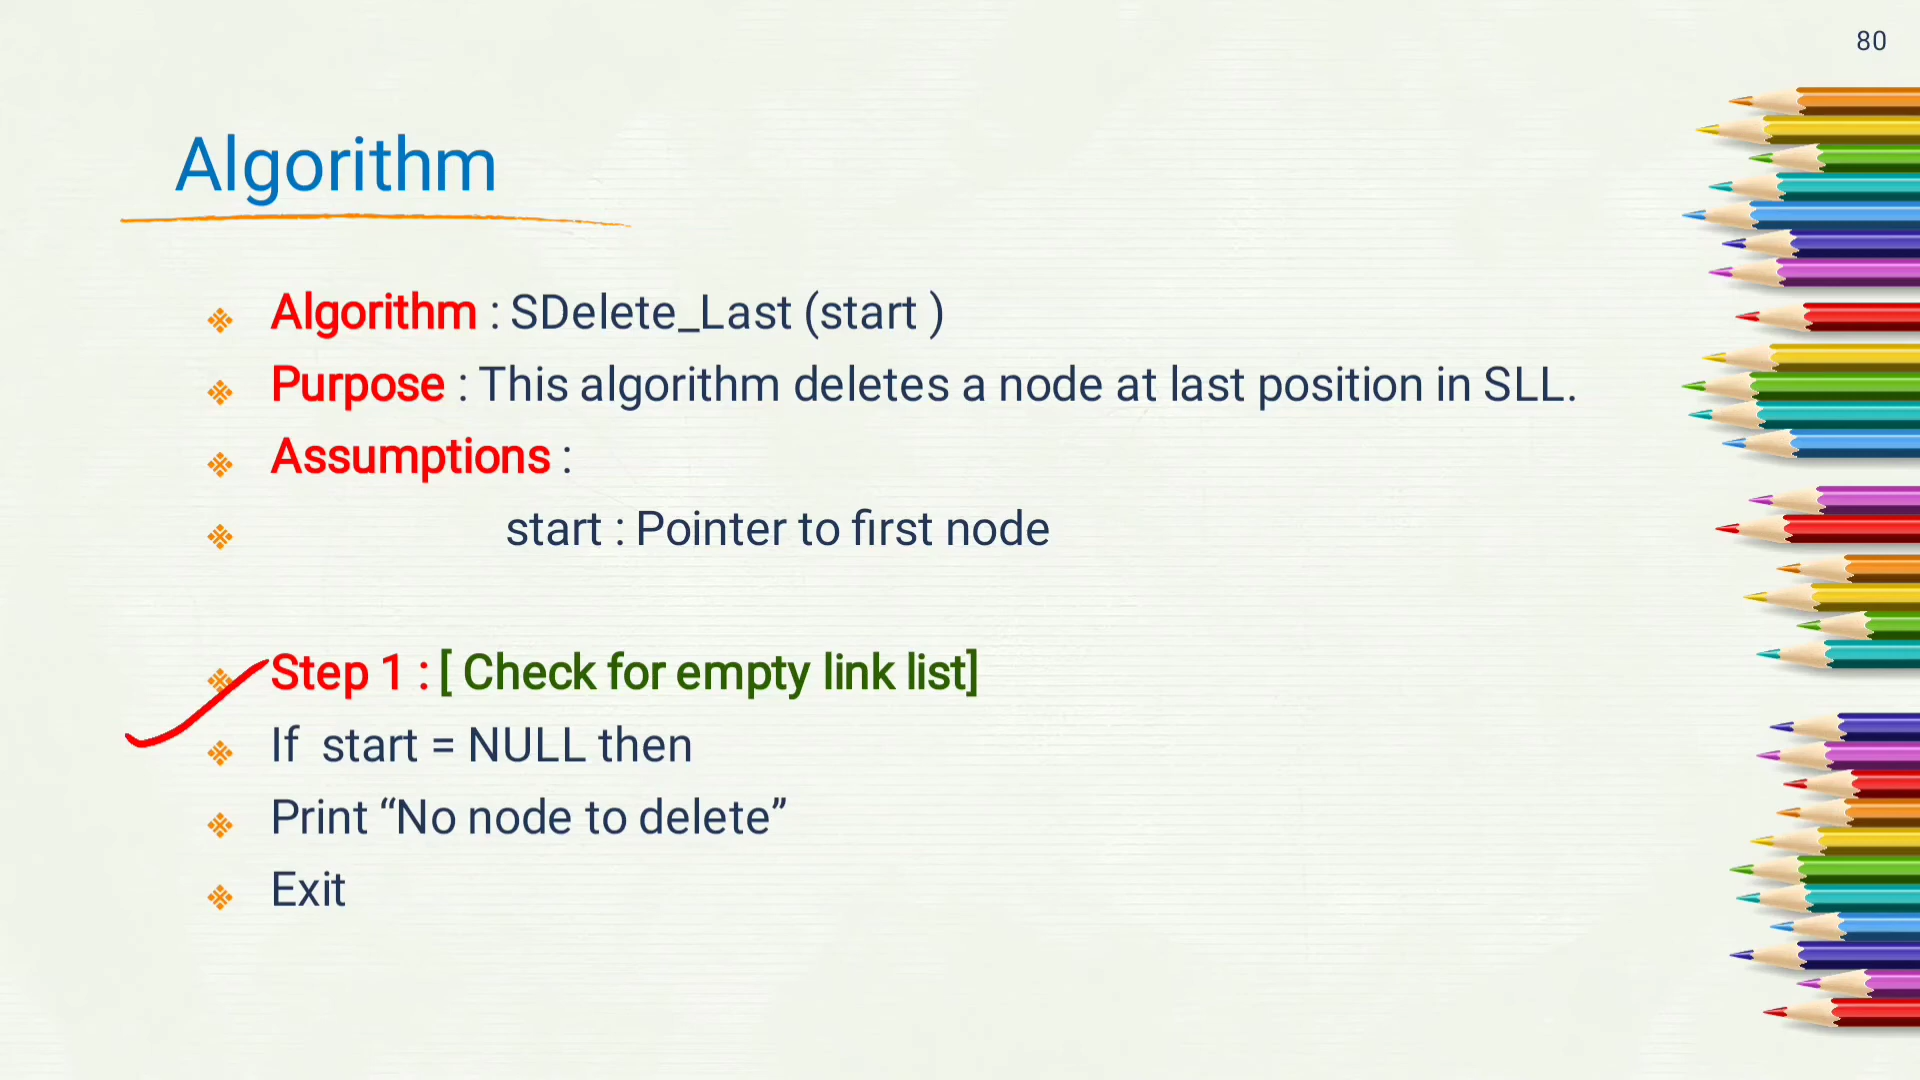 80
Algorithm
Algorithm : SDelete_Last (start )
Purpose : This algorithm deletes a node at last position in SLL.
Assumptions :
start : Pointer to first node
Step 1 : [ Check for empty link list]
If  start = NULL then
Print “No node to delete”
Exit